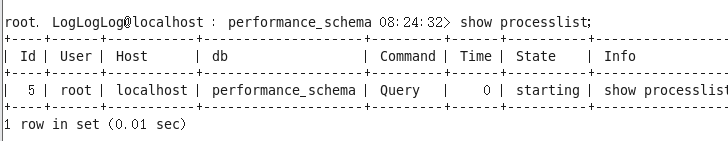 root. LogLogLog@localhost : performance_schema 08:24:32> show processlist;
+----+------+-----------+--------------------+---------+------+----------+-----------------
| Id | User | Host      | db                 | Command | Time | State    | Info
+----+------+-----------+--------------------+---------+------+----------+-----------------
|  5 | root | localhost | performance_schema | Query   |    0 | starting | show processlist
+----+------+-----------+--------------------+---------+------+----------+-----------------
1 row in set (0.01 sec)